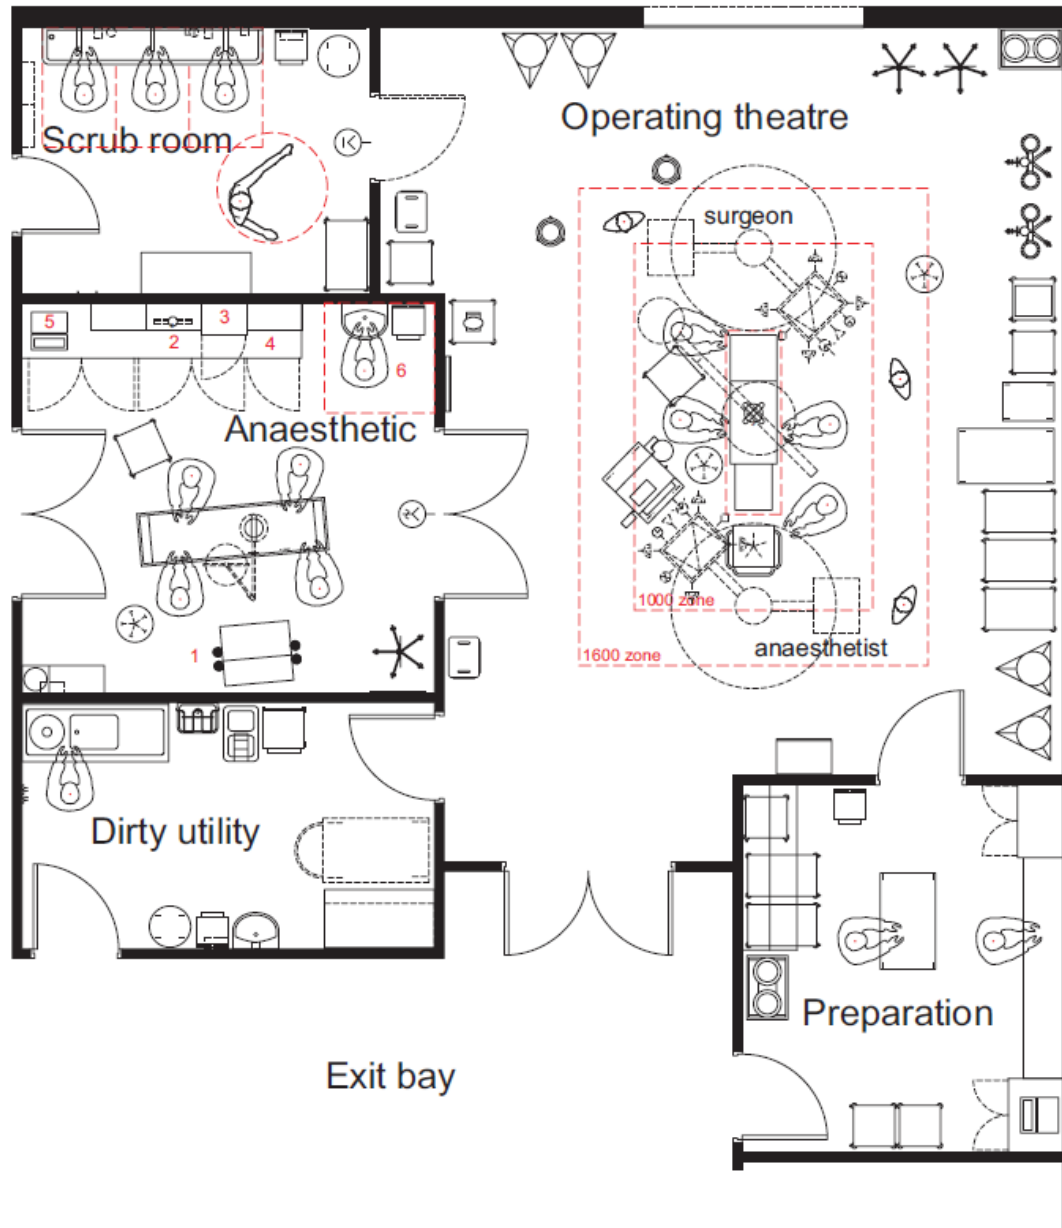 Operating theatre
Scrub room
surgeon
5
2
3
4
6
Anaesthetic
1
1000 zone
1600 zone
anaesthetist
Dirty utility
Preparation
Exit bay